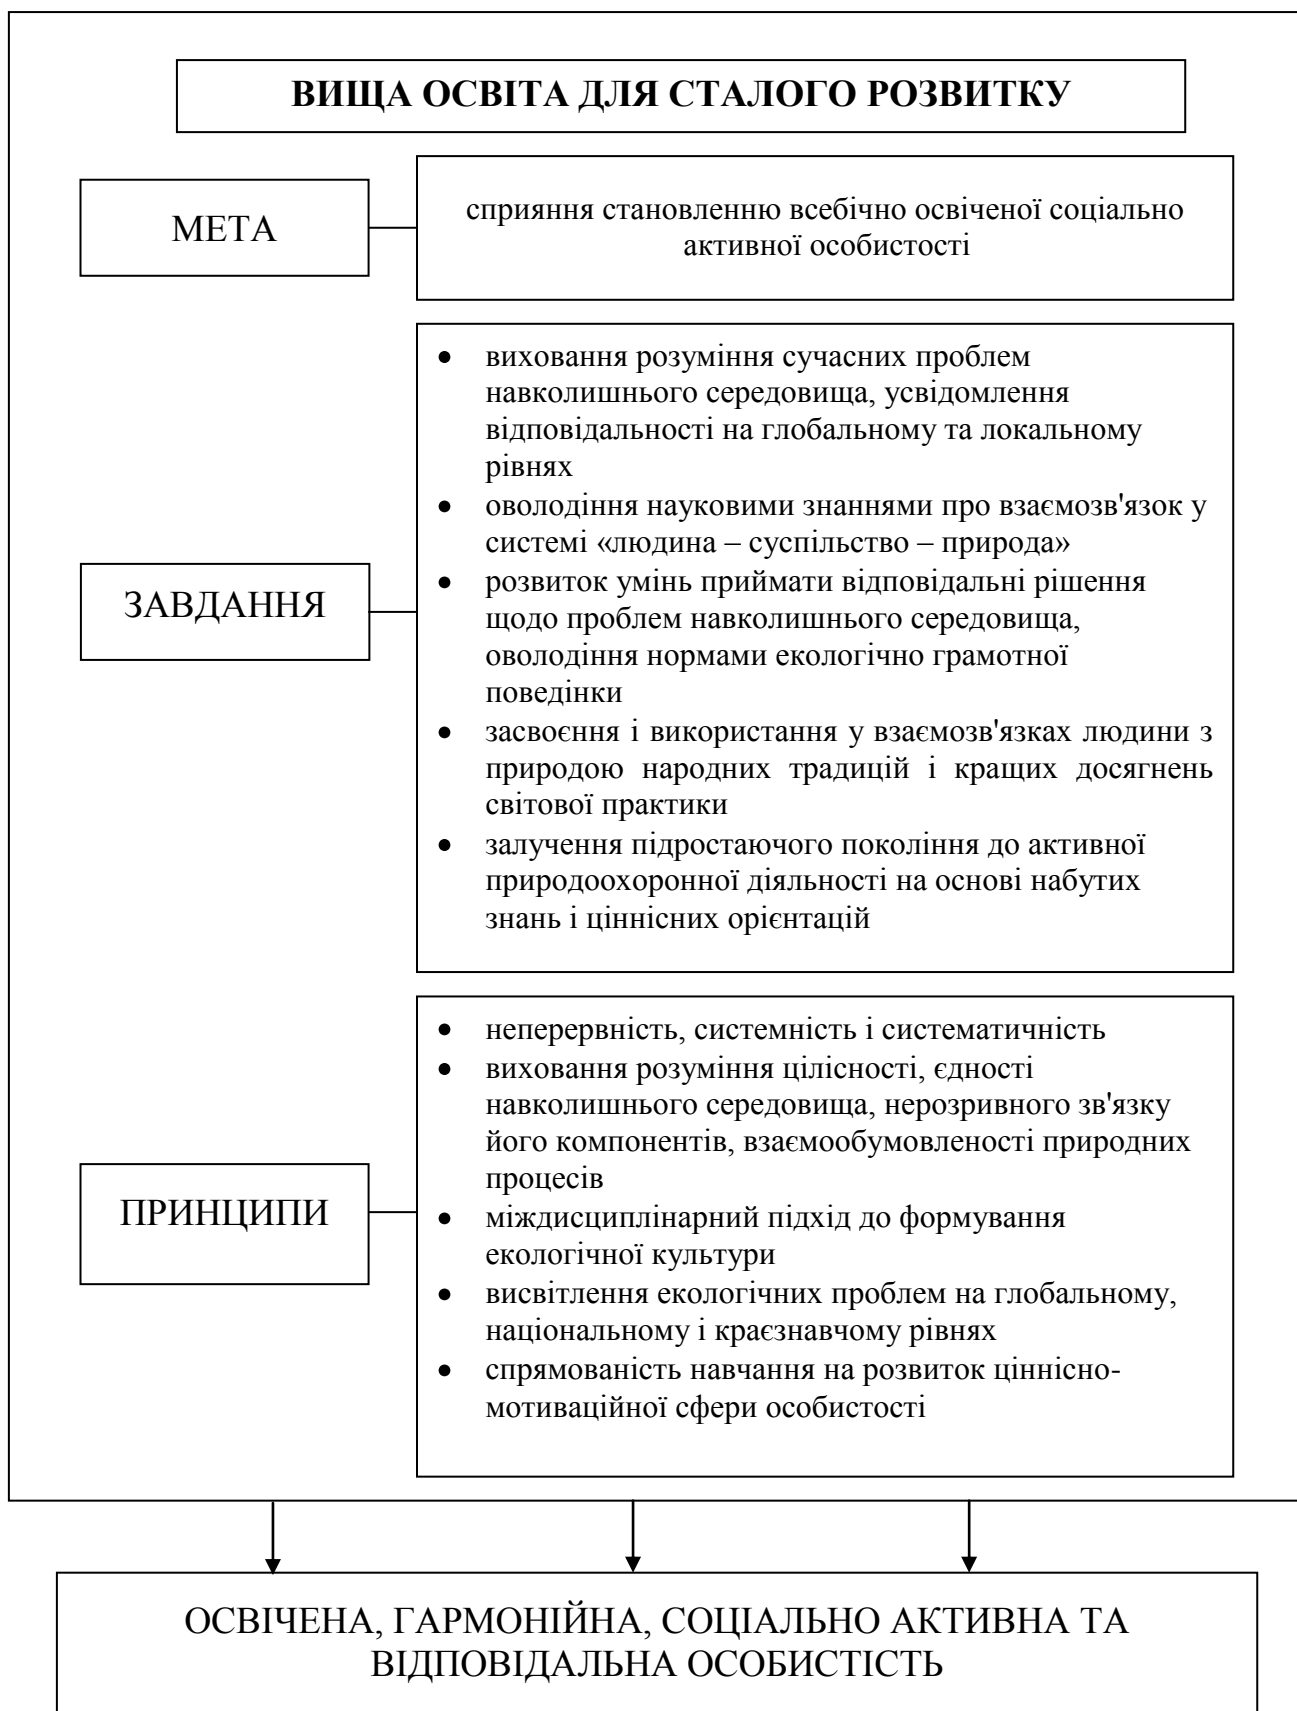 ВИЩА ОСВІТА ДЛЯ СТАЛОГО РОЗВИТКУ
МЕТА
сприяння становленню всебічно освіченої соціально
активної особистості
ЗАВДАННЯ
• виховання розуміння сучасних проблем
навколишнього середовища, усвідомлення
відповідальності на глобальному та локальному
рівнях
• оволодіння науковими знаннями про взаємозв'язок у
системі «людина – суспільство – природа»
• розвиток умінь приймати відповідальні рішення
щодо проблем навколишнього середовища,
оволодіння нормами екологічно грамотної
поведінки
• засвоєння і використання у взаємозв'язках людини з
природою народних традицій і кращих досягнень
світової практики
• залучення підростаючого покоління до активної
природоохоронної діяльності на основі набутих
знань і ціннісних орієнтацій
ПРИНЦИПИ
• неперервність, системність і систематичність
• виховання розуміння цілісності, єдності
навколишнього середовища, нерозривного зв'язку
його компонентів, взаємообумовленості природних
процесів
• міждисциплінарний підхід до формування
екологічної культури
• висвітлення екологічних проблем на глобальному,
національному і краєзнавчому рівнях
• спрямованість навчання на розвиток ціннісно-
мотиваційної сфери особистості
ОСВІЧЕНА, ГАРМОНІЙНА, СОЦІАЛЬНО АКТИВНА ТА
ВІДПОВІДАЛЬНА ОСОБИСТІСТЬ